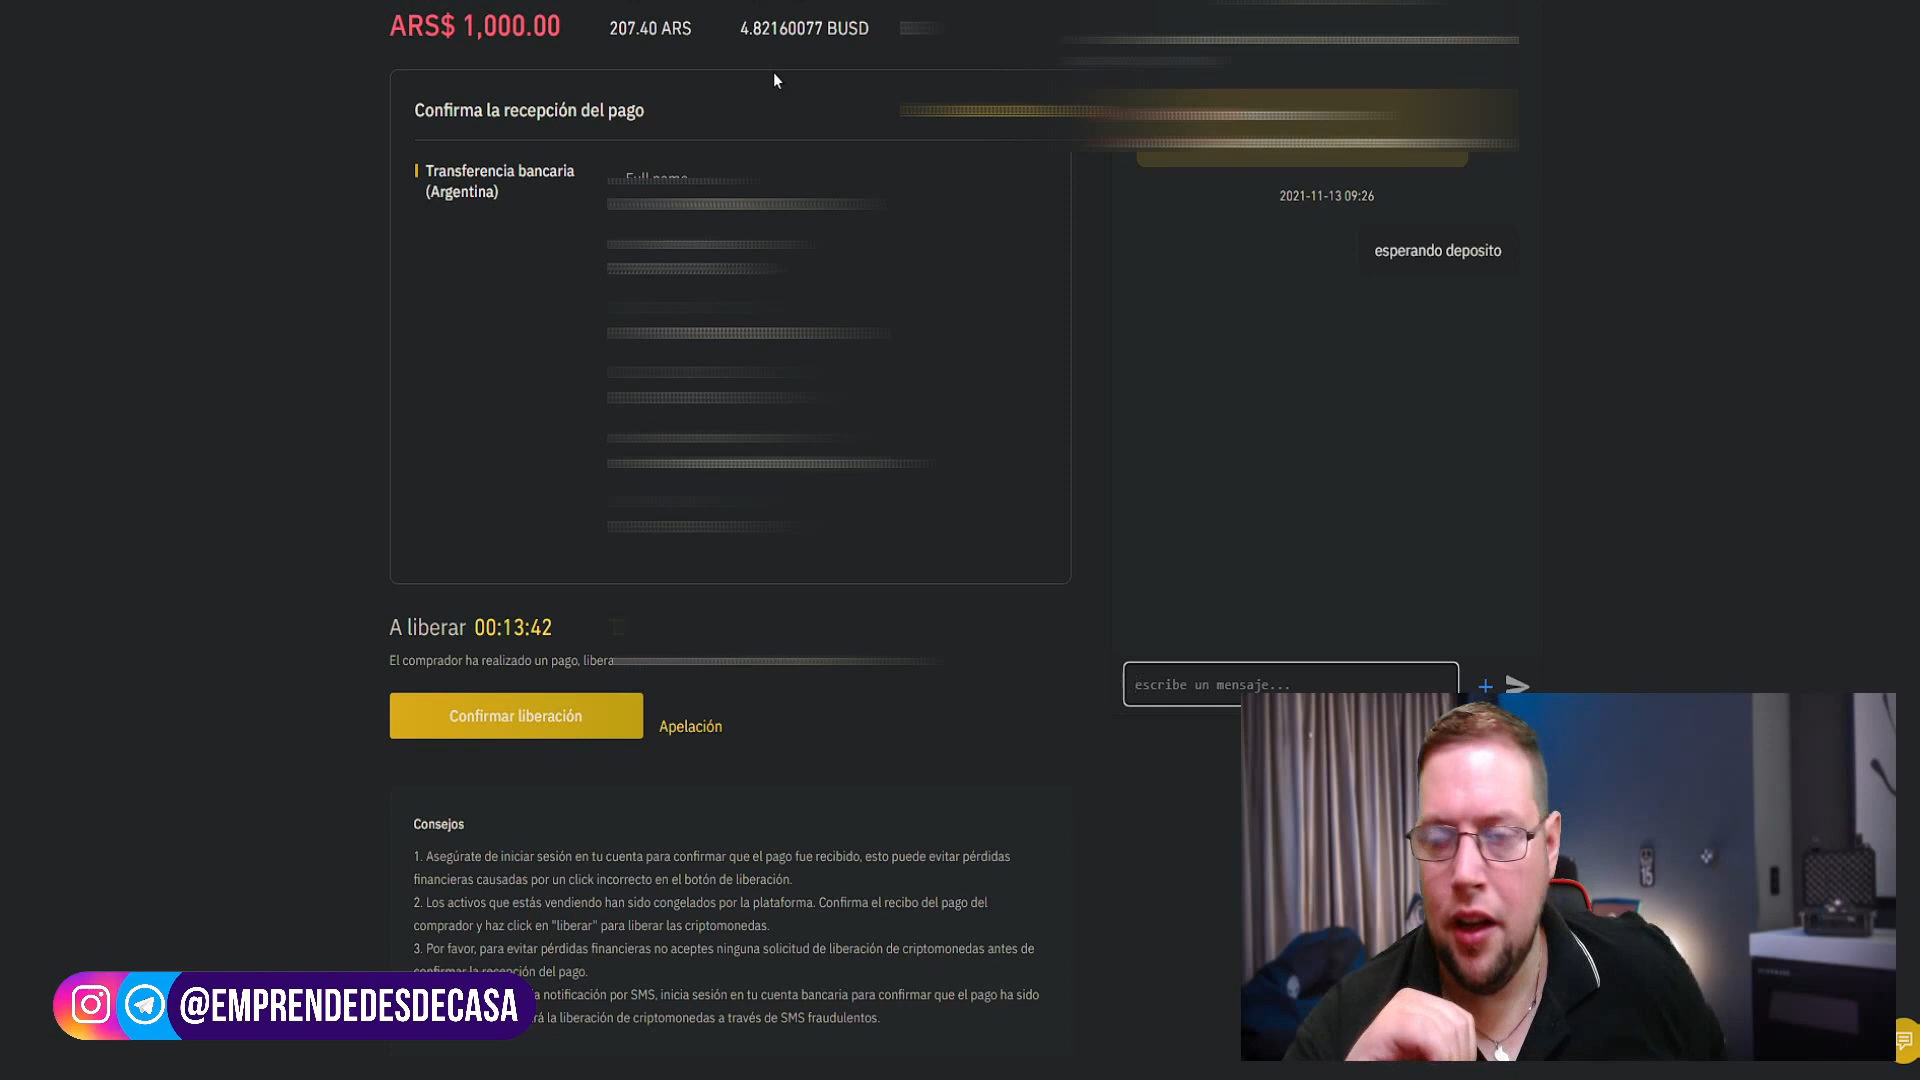 ARS$ 1,000.00 207.40 ARS 4.82160077 BUSD
Confirma la recepción del pago
Transferencia bancaria
(Argentina)
Full name
2021-11-13 09:26
esperando deposito
A liberar 00:13:42
El comprador ha realizado un pago, libera
escribe un mensaje...
Confirmar liberación
Apelación
Consejos
1. Asegúrate de iniciar sesión en tu cuenta para confirmar que el pago fue recibido, esto puede evitar pérdidas
financieras causadas por un click incorrecto en el botón de liberación.
2. Los activos que estás vendiendo han sido congelados por la plataforma. Confirma el recibo del pago del
comprador y haz click en "liberar" para liberar las criptomonedas.
3. Por favor, para evitar pérdidas financieras no aceptes ninguna solicitud de liberación de criptomonedas antes de
confirmar la recepción del pago.
notificación por SMS, inicia sesión en tu cuenta bancaria para confirmar que el pago ha sido
la liberación de criptomonedas a través de SMS fraudulentos.
@EMPRENDEDESDECASA
15